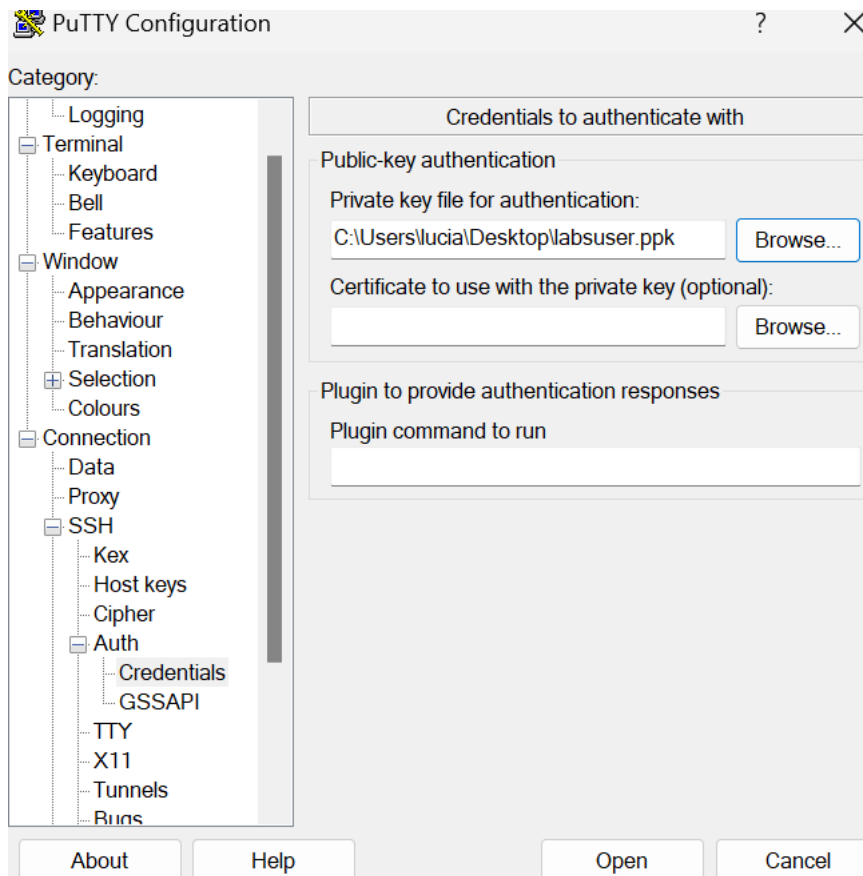 PuTTY Configuration
?
Category:
Logging
Terminal
Keyboard
Bell
Features
Window
Appearance
Behaviour
Translation
Selection
Colours
Connection
Data
Proxy
SSH
Kex
Host keys
Cipher
Auth
Credentials
GSSAPI
TTY
X11
Tunnels
Bugs
Credentials to authenticate with
Public-key authentication
Private key file for authentication:
C:\Users\lucia\Desktop\labsuser.ppk
Browse...
Certificate to use with the private key (optional):
Browse...
Plugin to provide authentication responses
Plugin command to run
About
Help
Open
Cancel